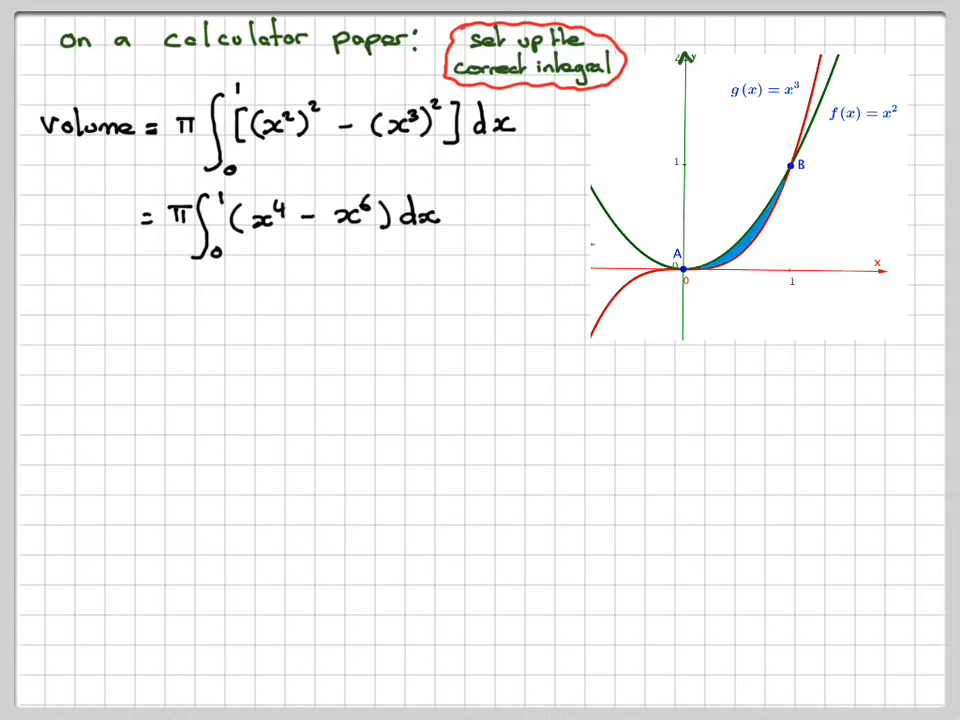 on a calculator paper:
set up the
correct integral
Volume = π ∫₀¹ [(x²)² − (x³)²] dx
= π ∫₀¹ (x⁴ − x⁶) dx
g(x) = x³
f(x) = x²
1
B
A
0
x
0
1